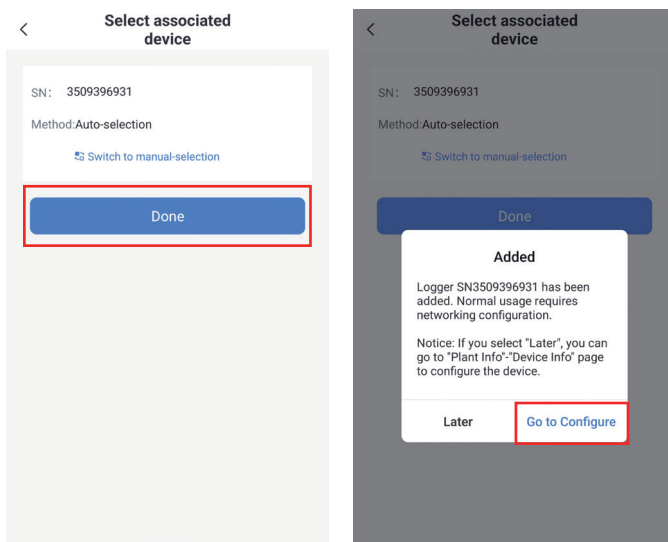 Select associated
device
SN: 3509396931
Method:Auto-selection
Switch to manual-selection
Done
Select associated
device
SN: 3509396931
Method:Auto-selection
Switch to manual-selection
Done
Added
Logger SN3509396931 has been
added. Normal usage requires
networking configuration.
Notice: If you select "Later", you can
go to "Plant Info"-"Device Info" page
to configure the device.
Later
Go to Configure